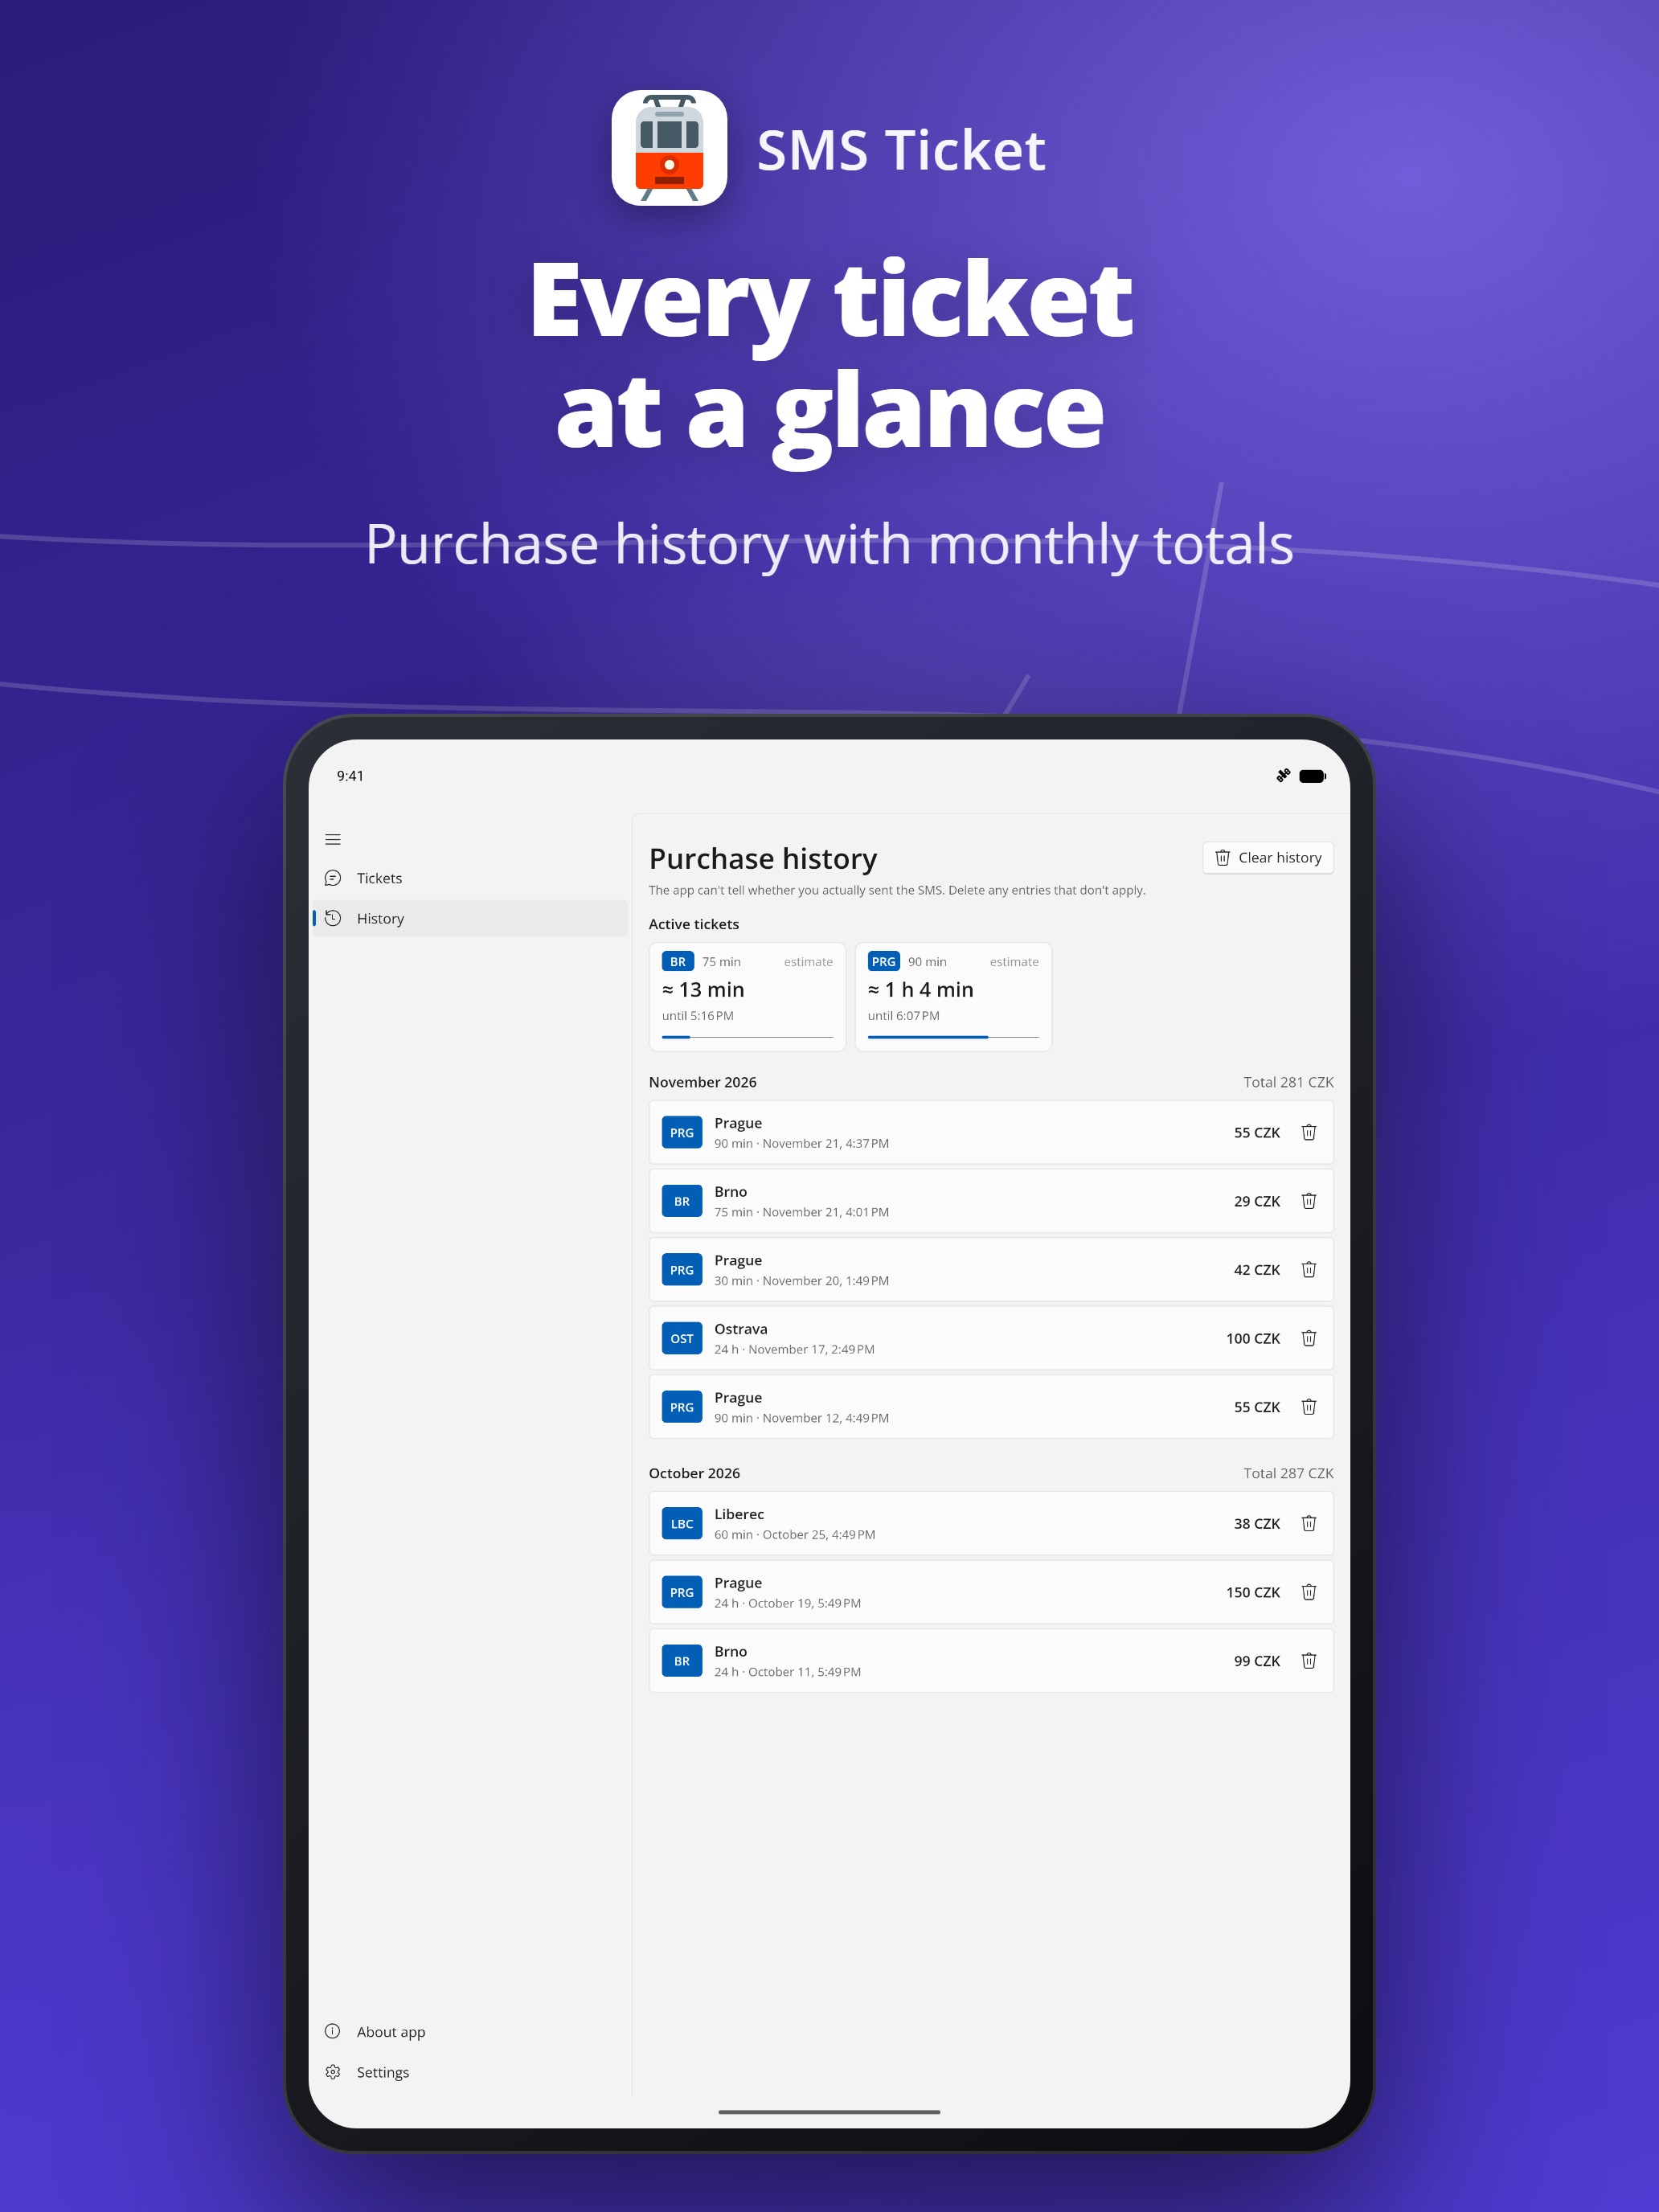 SMS Ticket
Every ticket
at a glance
Purchase history with monthly totals
9:41
Tickets
History
Purchase history
Clear history
The app can't tell whether you actually sent the SMS. Delete any entries that don't apply.
Active tickets
BR 75 min estimate
≈ 13 min
until 5:16 PM
PRG 90 min estimate
≈ 1 h 4 min
until 6:07 PM
November 2026 Total 281 CZK
PRG Prague
90 min · November 21, 4:37 PM
55 CZK
BR Brno
75 min · November 21, 4:01 PM
29 CZK
PRG Prague
30 min · November 20, 1:49 PM
42 CZK
OST Ostrava
24 h · November 17, 2:49 PM
100 CZK
PRG Prague
90 min · November 12, 4:49 PM
55 CZK
October 2026 Total 287 CZK
LBC Liberec
60 min · October 25, 4:49 PM
38 CZK
PRG Prague
24 h · October 19, 5:49 PM
150 CZK
BR Brno
24 h · October 11, 5:49 PM
99 CZK
About app
Settings